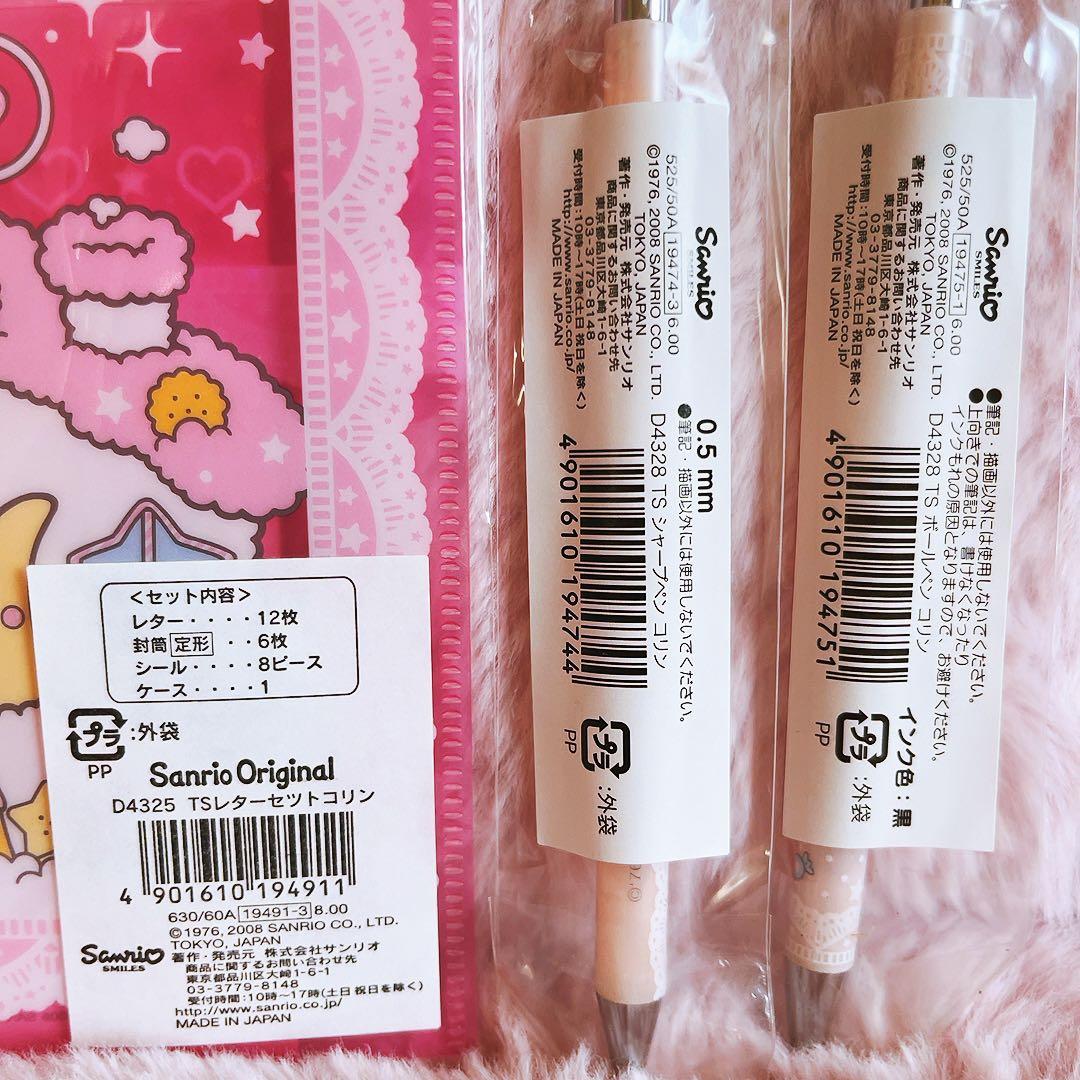 <セット内容>
レター・・・・12枚
封筒 定形 ・・6枚
シール・・・・8ピース
ケース・・・・1
プラ :外袋
PP
Sanrio Original
D4325 TSレターセットコリン
4 901610 194911
630/60A 19491-3 8.00
©1976, 2008 SANRIO CO., LTD.
TOKYO, JAPAN
Sanrio
SMILES
著作・発売元 株式会社サンリオ
商品に関するお問い合わせ先
東京都品川区大崎1-6-1
03-3779-8148
受付時間:10時〜17時(土日祝日を除く)
http://www.sanrio.co.jp/
MADE IN JAPAN
Sanrio
SMILES
525/50A 19474-3 6.00
©1976, 2008 SANRIO CO., LTD.
TOKYO, JAPAN
著作・発売元 株式会社サンリオ
商品に関するお問い合わせ先
東京都品川区大崎1-6-1
03-3779-8148
受付時間:10時〜17時(土日祝日を除く)
http://www.sanrio.co.jp/
MADE IN JAPAN
0.5 mm
●筆記・描画以外には使用しないでください。
D4328 TS シャープペン コリン
4 901610 194744
プラ :外袋
PP
Sanrio
SMILES
525/50A 19475-1 6.00
©1976, 2008 SANRIO CO., LTD.
TOKYO, JAPAN
著作・発売元 株式会社サンリオ
商品に関するお問い合わせ先
東京都品川区大崎1-6-1
03-3779-8148
受付時間:10時〜17時(土日祝日を除く)
http://www.sanrio.co.jp/
MADE IN JAPAN
●筆記・描画以外には使用しないでください。
●上向きでの筆記は、書けなくなったり
インクもれの原因となりますので、お避けください。
D4328 TS ボールペン コリン
4 901610 194751
インク色:黒
プラ :外袋
PP